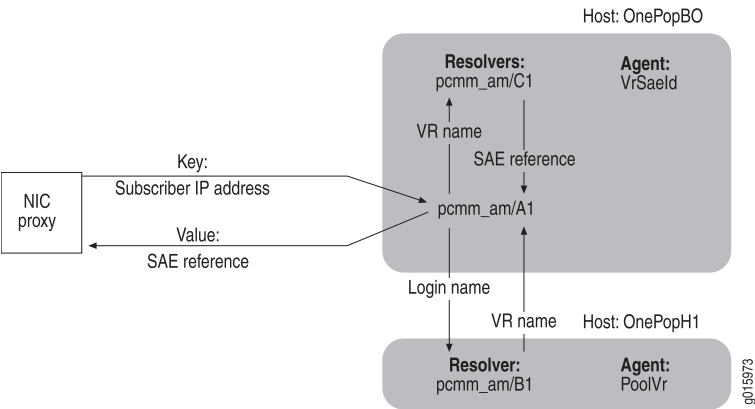 Host: OnePopBO
Resolvers:
pcmm_am/C1
Agent:
VrSaeId
VR name
SAE reference
Key:
Subscriber IP address
NIC
proxy
pcmm_am/A1
Value:
SAE reference
Login name
VR name
Host: OnePopH1
Resolver:
pcmm_am/B1
Agent:
PoolVr
g015973